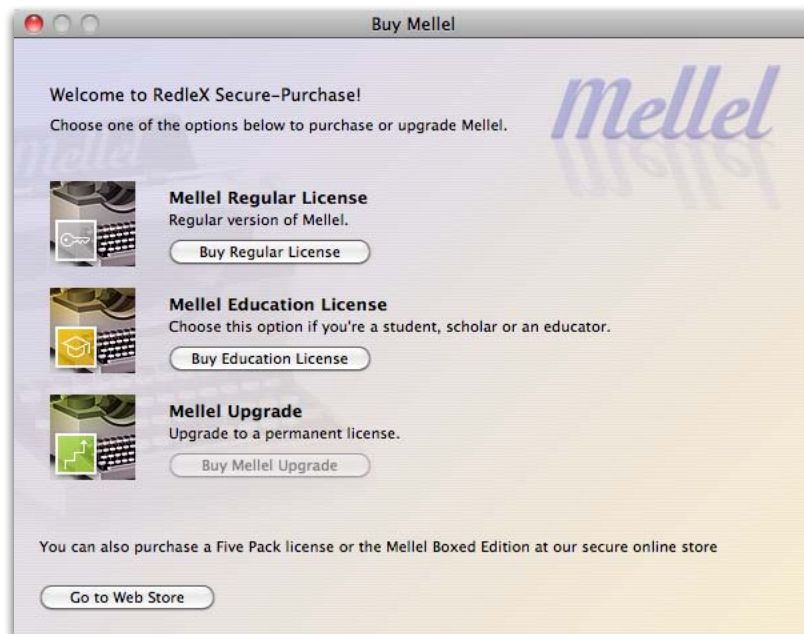 Buy Mellel
Welcome to RedleX Secure-Purchase!
Choose one of the options below to purchase or upgrade Mellel.
Mellel
Mellel
Mellel Regular License
Regular version of Mellel.
Buy Regular License
Mellel Education License
Choose this option if you're a student, scholar or an educator.
Buy Education License
Mellel Upgrade
Upgrade to a permanent license.
Buy Mellel Upgrade
You can also purchase a Five Pack license or the Mellel Boxed Edition at our secure online store
Go to Web Store